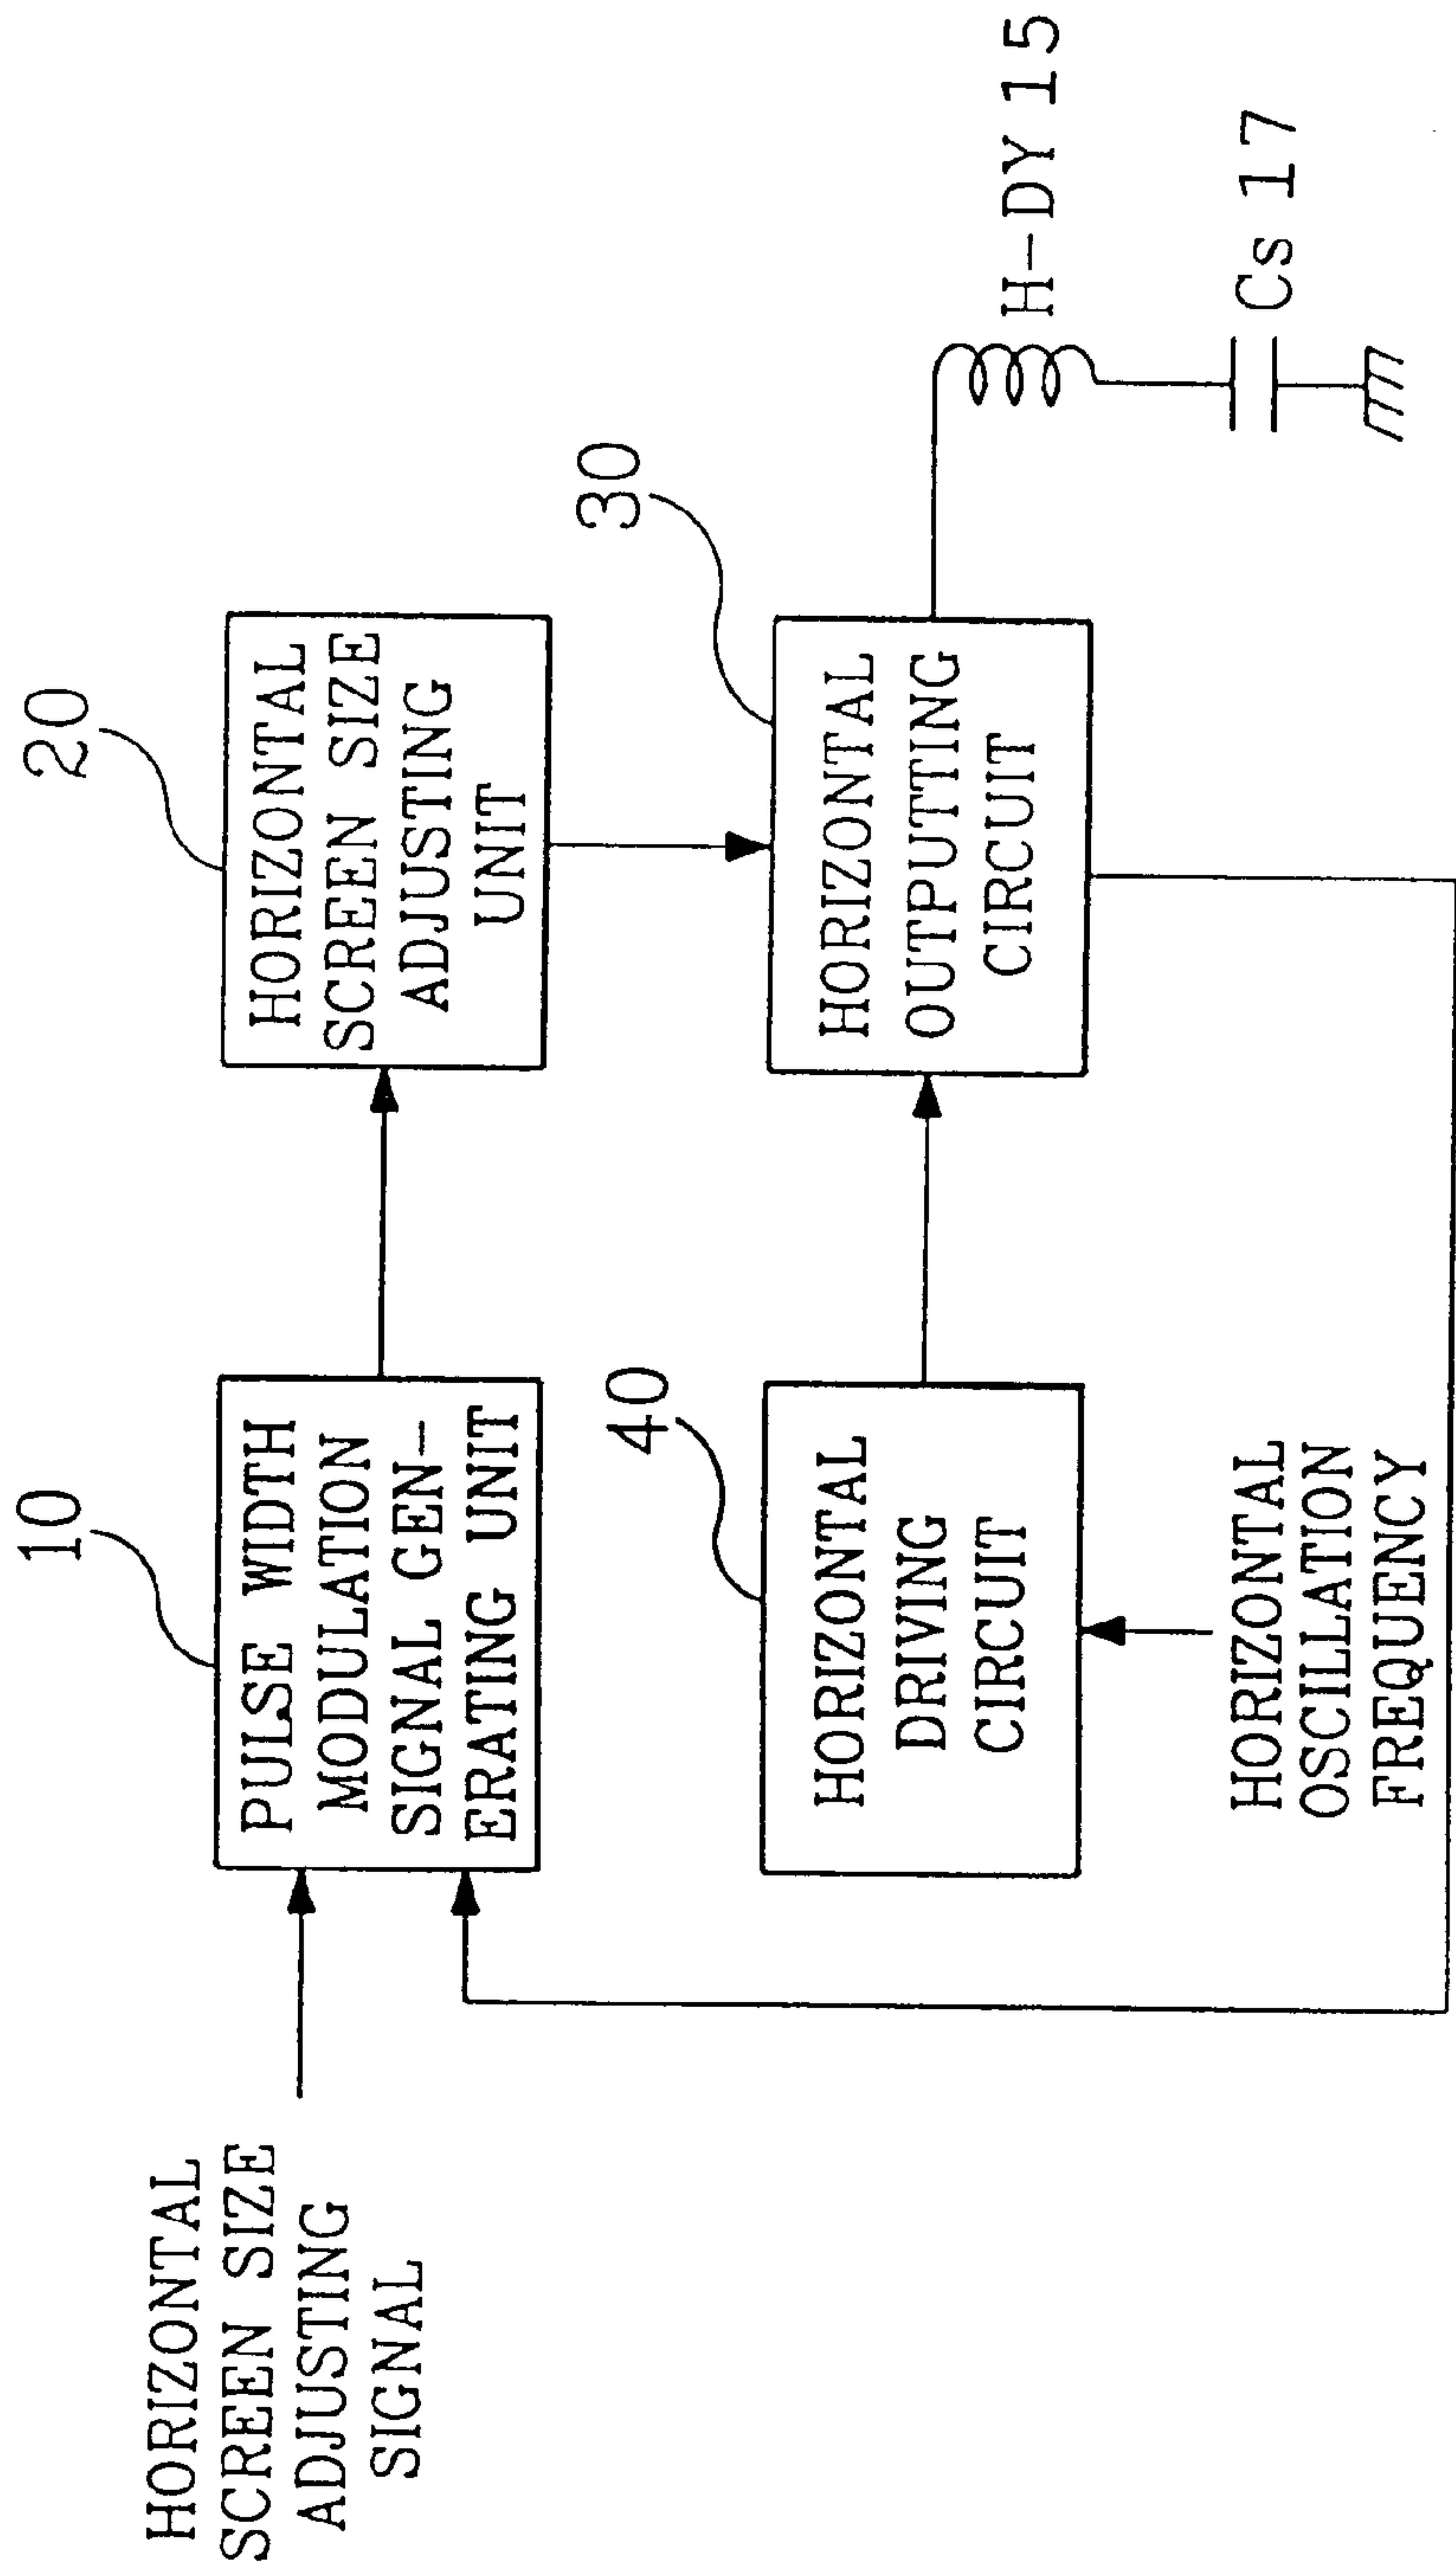 10
PULSE WIDTH
MODULATION
SIGNAL GEN-
ERATING UNIT
20
HORIZONTAL
SCREEN SIZE
ADJUSTING
UNIT
HORIZONTAL
SCREEN SIZE
ADJUSTING
SIGNAL
40
HORIZONTAL
DRIVING
CIRCUIT
30
HORIZONTAL
OUTPUTTING
CIRCUIT
H-DY 15
Cs 17
HORIZONTAL
OSCILLATION
FREQUENCY